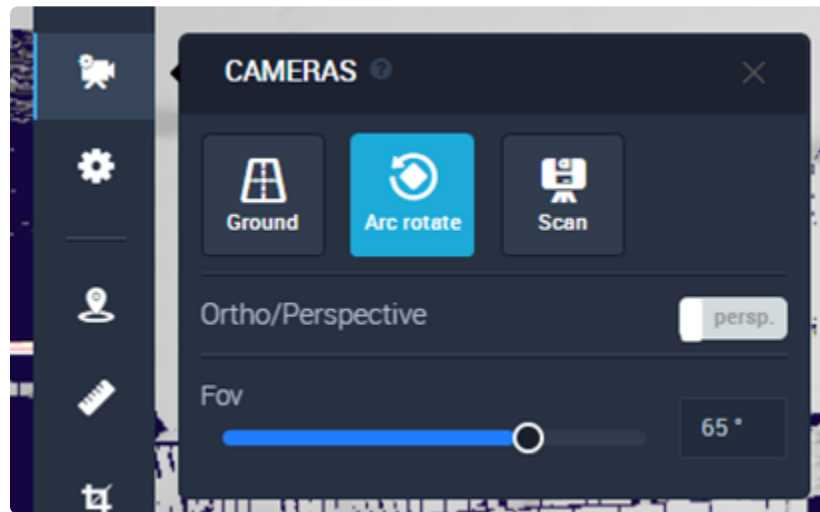 CAMERAS
Ground
Arc rotate
Scan
Ortho/Perspective
persp.
Fov
65 °